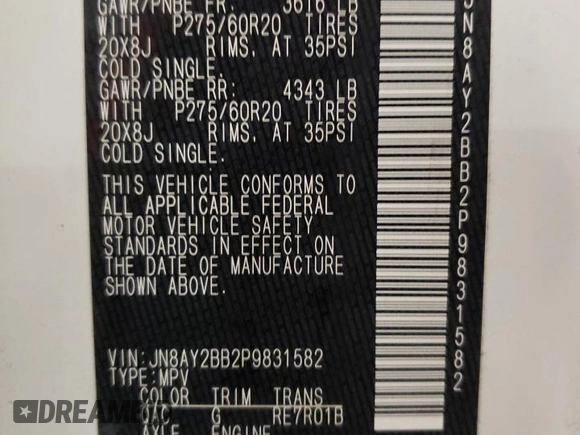 GAWR/PNBE FR: 3616 LB
WITH P275/60R20 TIRES
20X8J RIMS, AT 35PSI
COLD SINGLE.
GAWR/PNBE RR: 4343 LB
WITH P275/60R20 TIRES
20X8J RIMS, AT 35PSI
COLD SINGLE.
THIS VEHICLE CONFORMS TO
ALL APPLICABLE FEDERAL
MOTOR VEHICLE SAFETY
STANDARDS IN EFFECT ON
THE DATE OF MANUFACTURE
SHOWN ABOVE.
VIN:JN8AY2BB2P9831582
TYPE:MPV
COLOR TRIM TRANS
QAC G RE7R01B
AXLE ENGINE
JN8AY2BB2P9831582